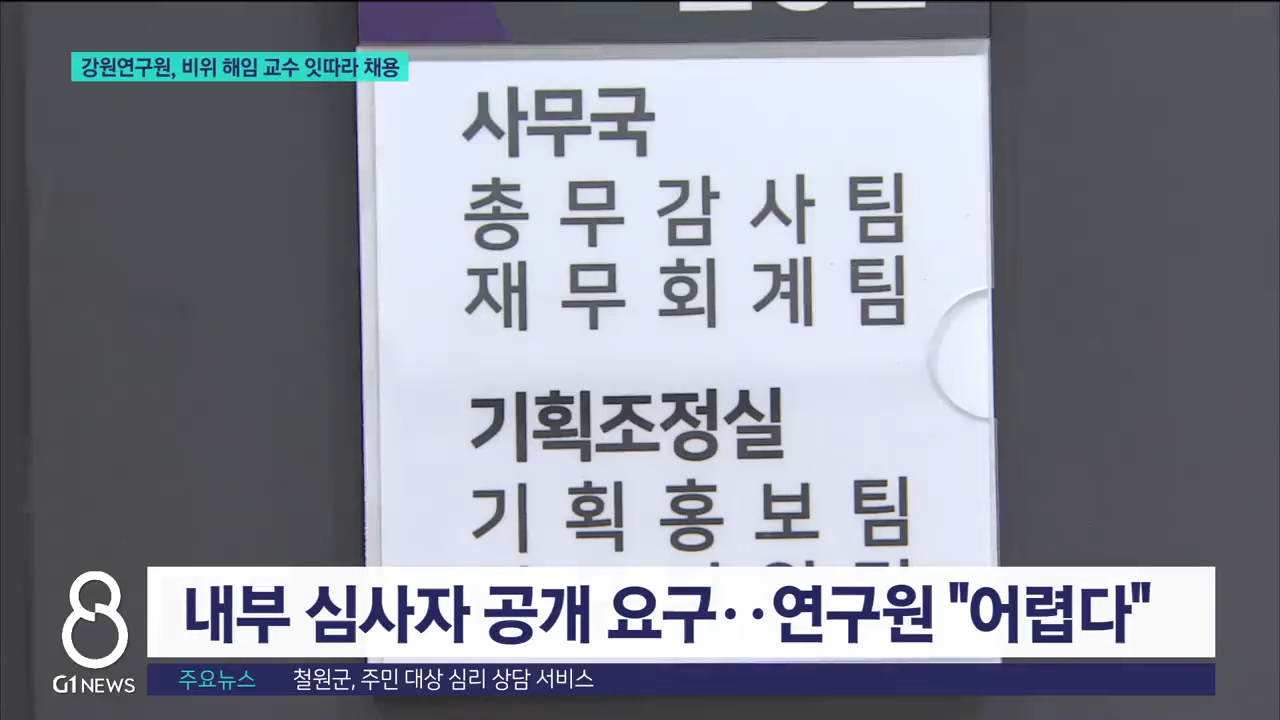 강원연구원, 비위 해임 교수 잇따라 채용
사무국
총무감사팀
재무회계팀
기획조정실
기획홍보팀
내부 심사자 공개 요구‥연구원 "어렵다"
8
G1 NEWS
주요뉴스 철원군, 주민 대상 심리 상담 서비스